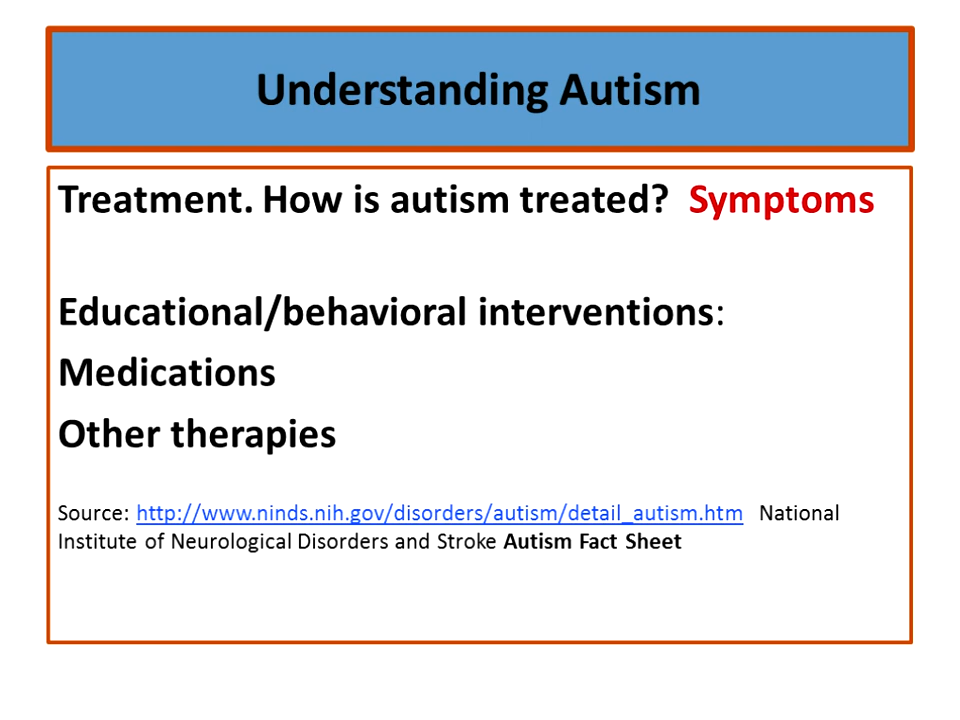 Understanding Autism
Treatment. How is autism treated? Symptoms
Educational/behavioral interventions:
Medications
Other therapies
Source: http://www.ninds.nih.gov/disorders/autism/detail_autism.htm National
Institute of Neurological Disorders and Stroke Autism Fact Sheet